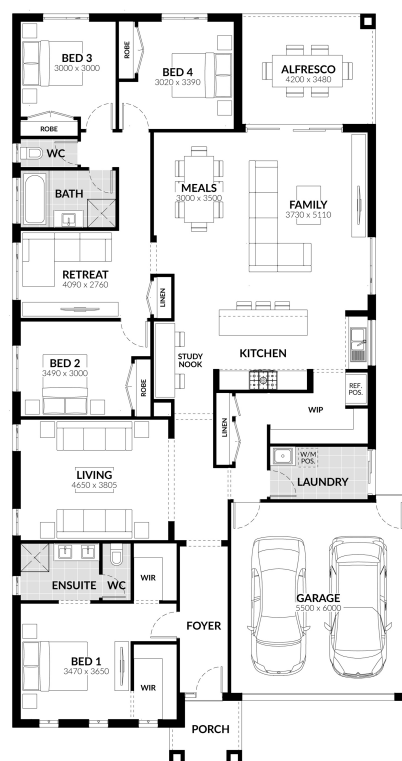 BED 3
3000 x 3000
ROBE
BED 4
3020 x 3390
ALFRESCO
4200 x 3480
ROBE
WC
BATH
MEALS
3000 x 3500
FAMILY
3730 x 5110
RETREAT
4090 x 2760
LINEN
STUDY
NOOK
KITCHEN
BED 2
3490 x 3000
ROBE
REF.
POS.
WIP
LINEN
LIVING
4650 x 3805
W/M
POS.
LAUNDRY
ENSUITE
WC
WIR
GARAGE
5500 x 6000
FOYER
BED 1
3470 x 3650
WIR
PORCH